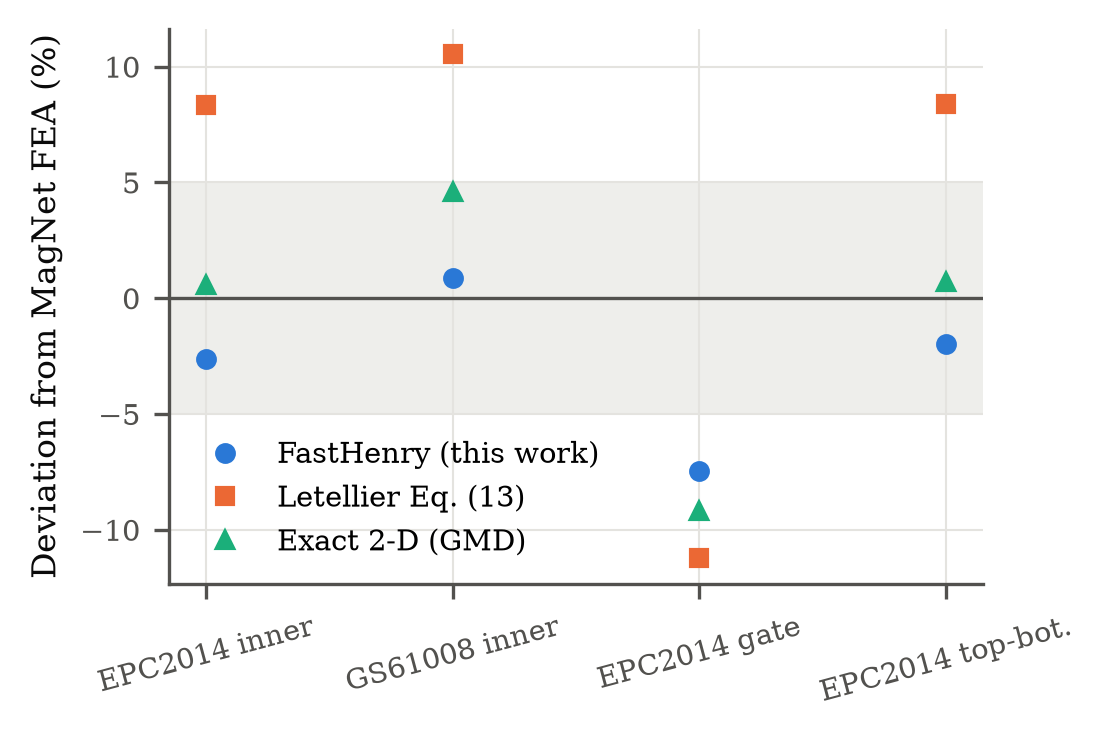 Deviation from MagNet FEA (%)
10
5
0
−5
−10
FastHenry (this work)
Letellier Eq. (13)
Exact 2-D (GMD)
EPC2014 inner
GS61008 inner
EPC2014 gate
EPC2014 top-bot.